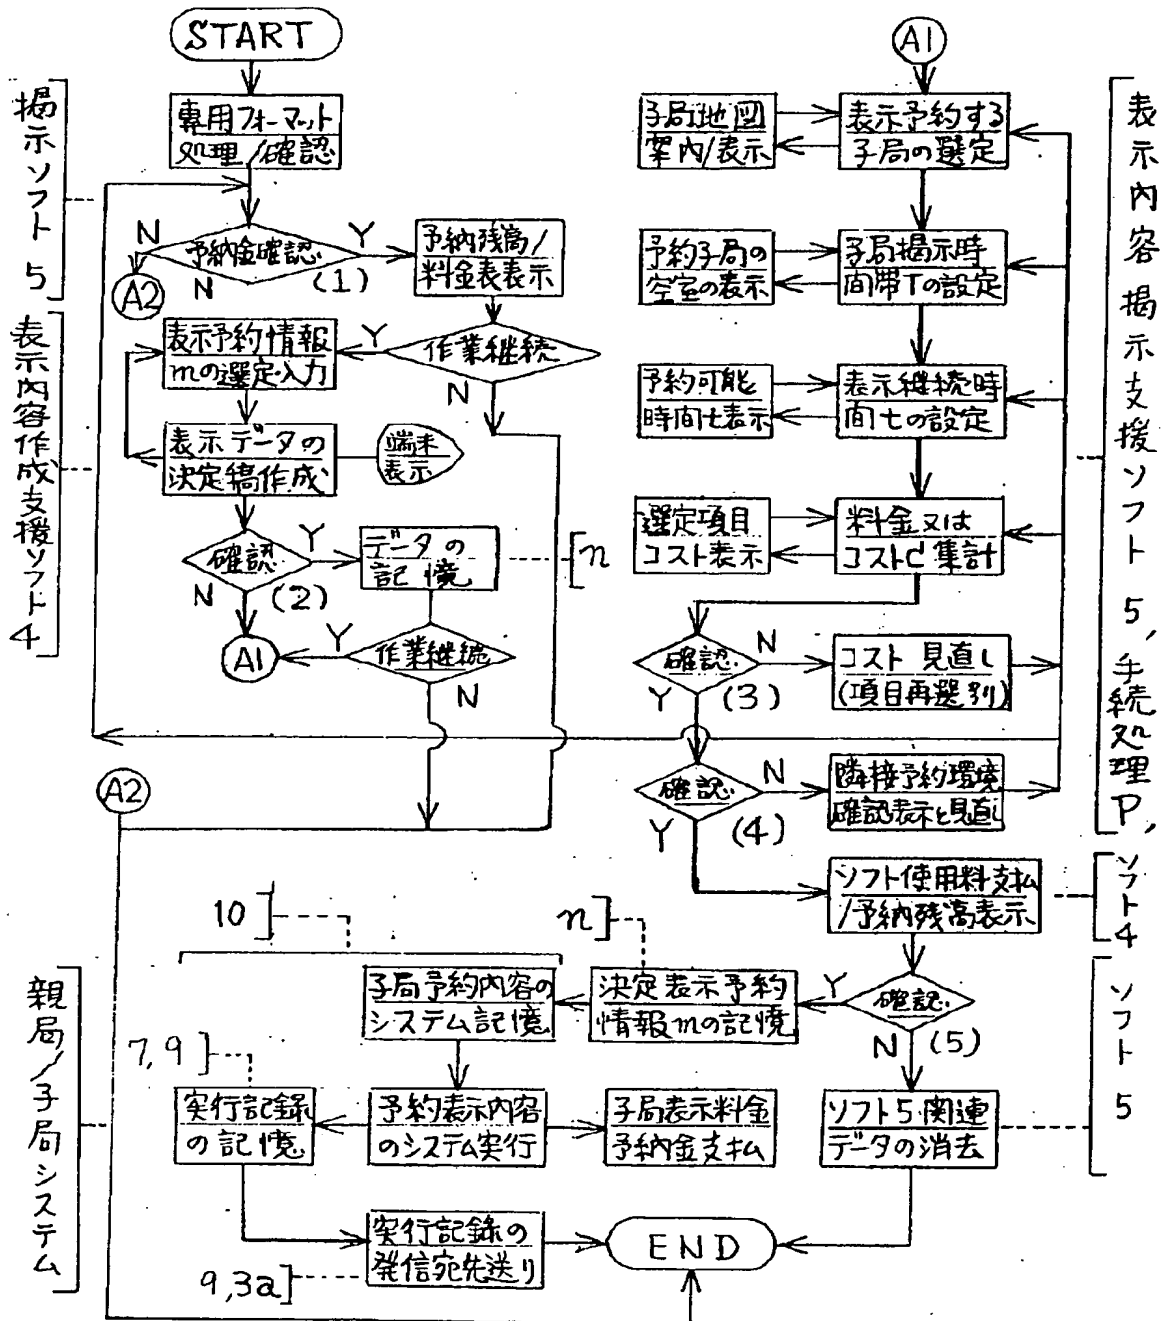 START
専用フォーマット
処理/確認
掲示ソフト 5
N
予納金確認
Y
N
(1)
A2
予納残高/
料金表表示
作業継続
Y
N
表示予約情報
mの選定入力
表示データの
決定稿作成
端末
表示
確認
Y
N
(2)
データの
記憶
n
A1
Y
作業継続
N
表示内容作成支援ソフト4
A1
子局地図
案内/表示
表示予約する
子局の選定
予約子局の
空室の表示
子局掲示時
間帯Tの設定
予約可能
時間t表示
表示継続時
間tの設定
選定項目
コスト表示
料金又は
コストC集計
確認
N
Y
(3)
コスト見直し
(項目再選別)
確認
N
Y
(4)
隣接予約環境
確認表示と見直し
表示内容掲示支援ソフト 5,手続処理P,
ソフト使用料支払
/予納残高表示
ソフト4
確認
Y
N
(5)
ソフト5
ソフト5関連
データの消去
A2
10
n
子局予約内容の
システム記憶
決定表示予約
情報mの記憶
7,9
実行記録
の記憶
予約表示内容
のシステム実行
子局表示料金
予納金支払
実行記録の
発信宛先送り
9,3a
END
親局/子局システム